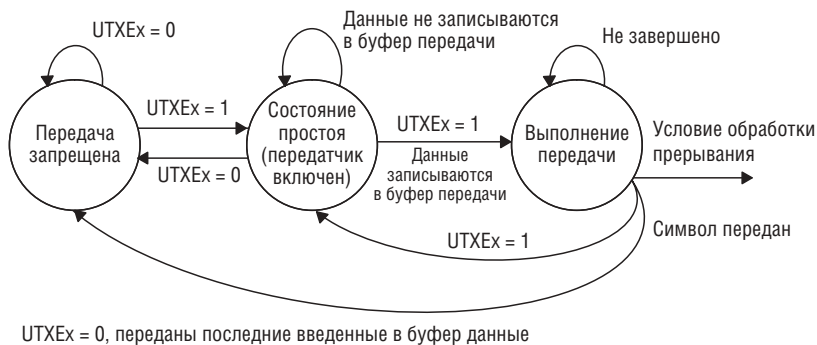 UTXEx = 0
Данные не записываются
в буфер передачи
Не завершено
Передача
запрещена
UTXEx = 1
UTXEx = 0
Состояние
простоя
(передатчик
включен)
UTXEx = 1
Данные
записываются
в буфер передачи
Выполнение
передачи
Условие обработки
прерывания
UTXEx = 1
Символ передан
UTXEx = 0, переданы последние введенные в буфер данные